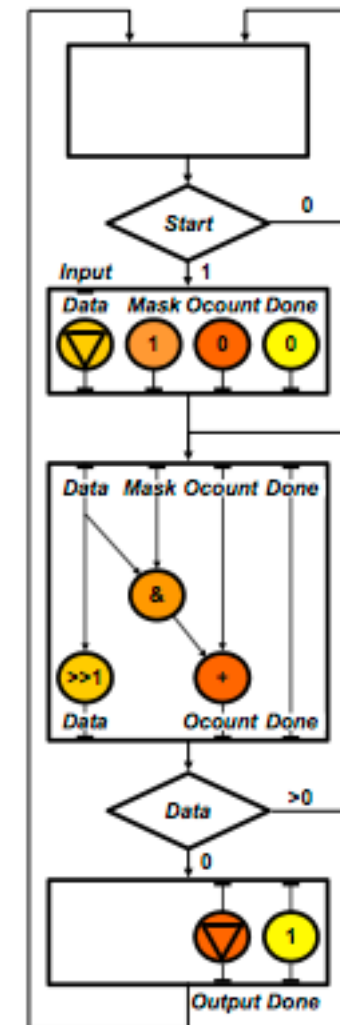 Start 0
1
Input
Data Mask Ocount Done
1 0 0
Data Mask Ocount Done
&
>>1 +
Data Ocount Done
Data >0
0
1
Output Done